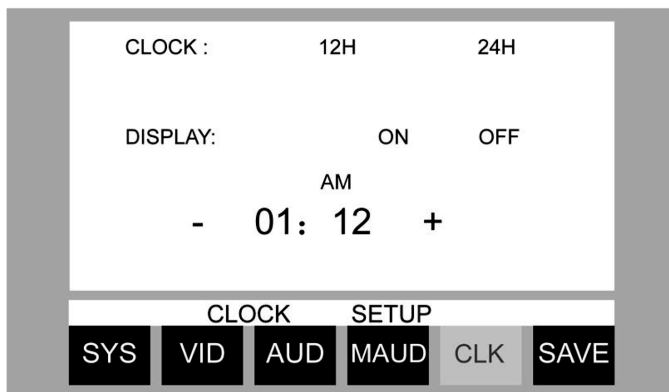 CLOCK : 12H 24H
DISPLAY: ON OFF
AM
- 01: 12 +
CLOCK SETUP
SYS VID AUD MAUD CLK SAVE